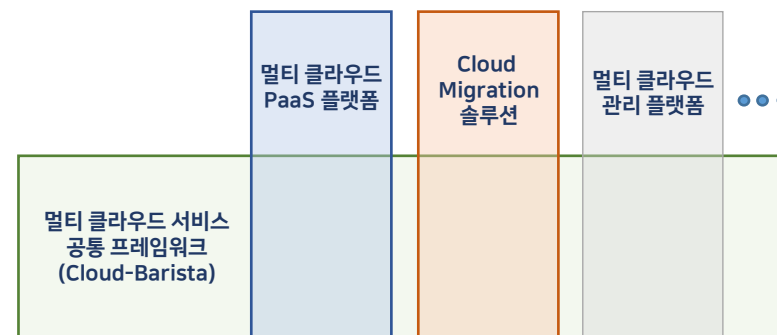 멀티 클라우드
PaaS 플랫폼
Cloud
Migration
솔루션
멀티 클라우드
관리 플랫폼
멀티 클라우드 서비스
공통 프레임워크
(Cloud-Barista)